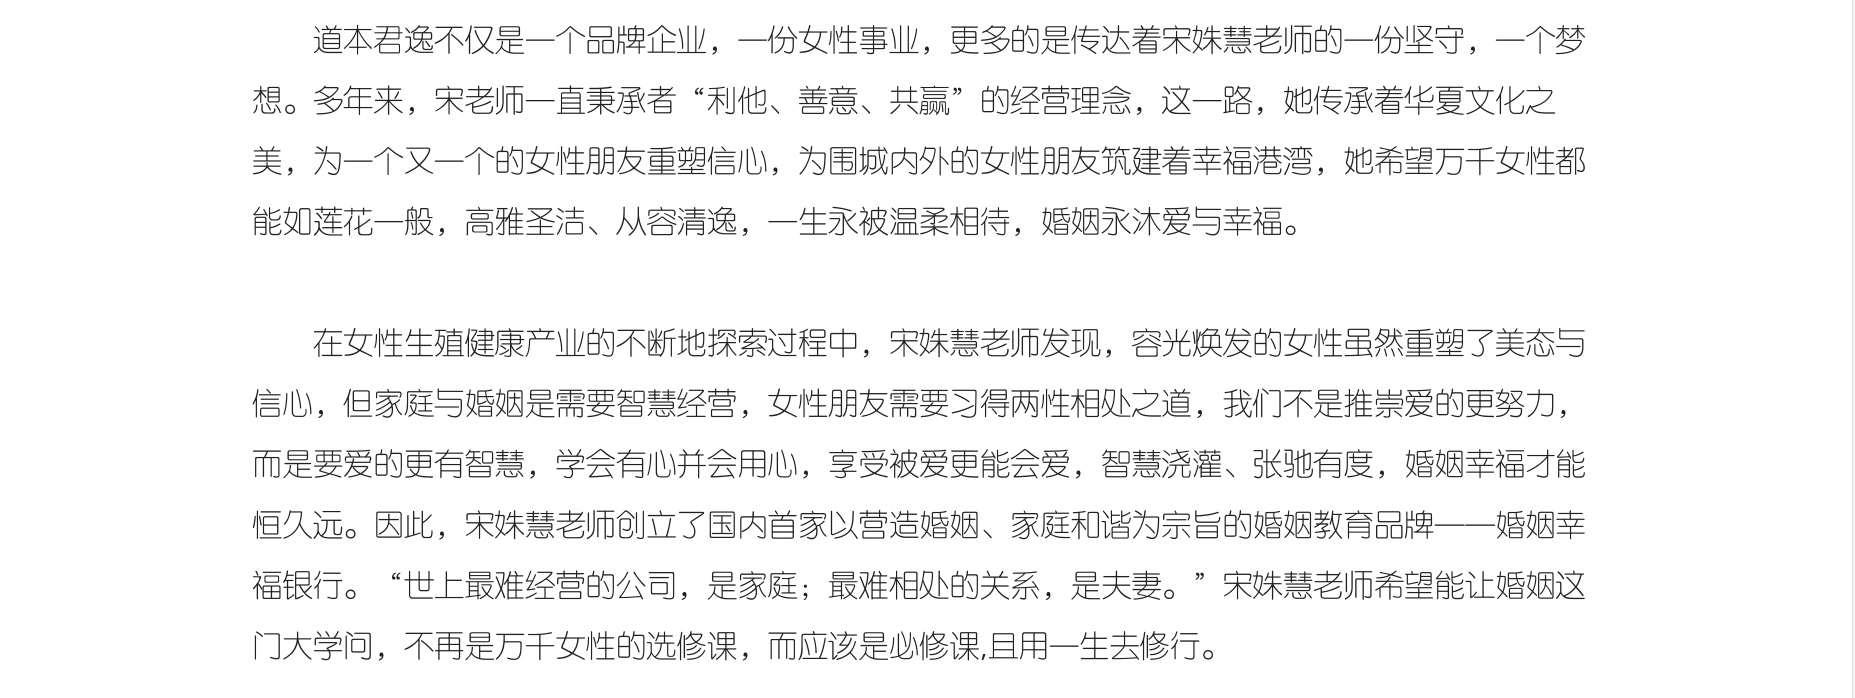 道本君逸不仅是一个品牌企业，一份女性事业，更多的是传达着宋姝慧老师的一份坚守，一个梦
想。多年来，宋老师一直秉承者“利他、善意、共赢”的经营理念，这一路，她传承着华夏文化之
美，为一个又一个的女性朋友重塑信心，为围城内外的女性朋友筑建着幸福港湾，她希望万千女性都
能如莲花一般，高雅圣洁、从容清逸，一生永被温柔相待，婚姻永沐爱与幸福。
在女性生殖健康产业的不断地探索过程中，宋姝慧老师发现，容光焕发的女性虽然重塑了美态与
信心，但家庭与婚姻是需要智慧经营，女性朋友需要习得两性相处之道，我们不是推崇爱的更努力，
而是要爱的更有智慧，学会有心并会用心，享受被爱更能会爱，智慧浇灌、张驰有度，婚姻幸福才能
恒久远。因此，宋姝慧老师创立了国内首家以营造婚姻、家庭和谐为宗旨的婚姻教育品牌——婚姻幸
福银行。“世上最难经营的公司，是家庭；最难相处的关系，是夫妻。”宋姝慧老师希望能让婚姻这
门大学问，不再是万千女性的选修课，而应该是必修课,且用一生去修行。